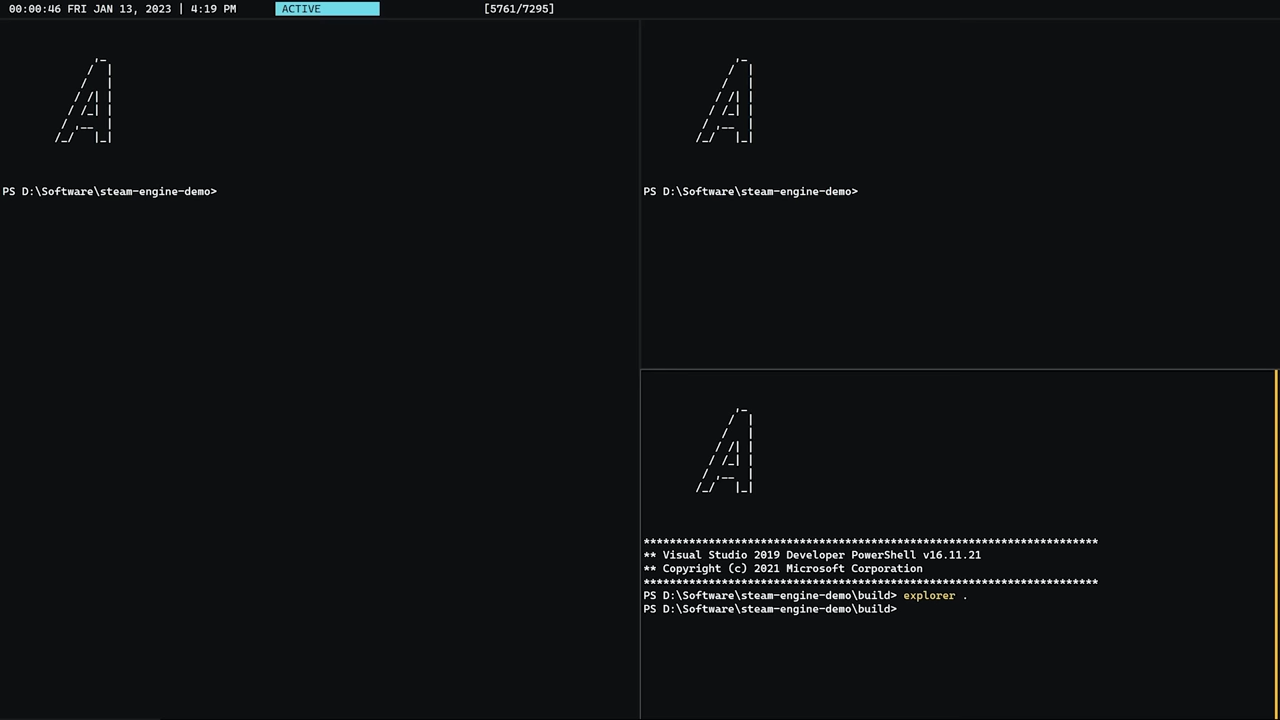 00:00:46 FRI JAN 13, 2023 | 4:19 PM ACTIVE [5761/7295]
PS D:\Software\steam-engine-demo>
PS D:\Software\steam-engine-demo>
**********************************************************************
** Visual Studio 2019 Developer PowerShell v16.11.21
** Copyright (c) 2021 Microsoft Corporation
**********************************************************************
PS D:\Software\steam-engine-demo\build> explorer .
PS D:\Software\steam-engine-demo\build>